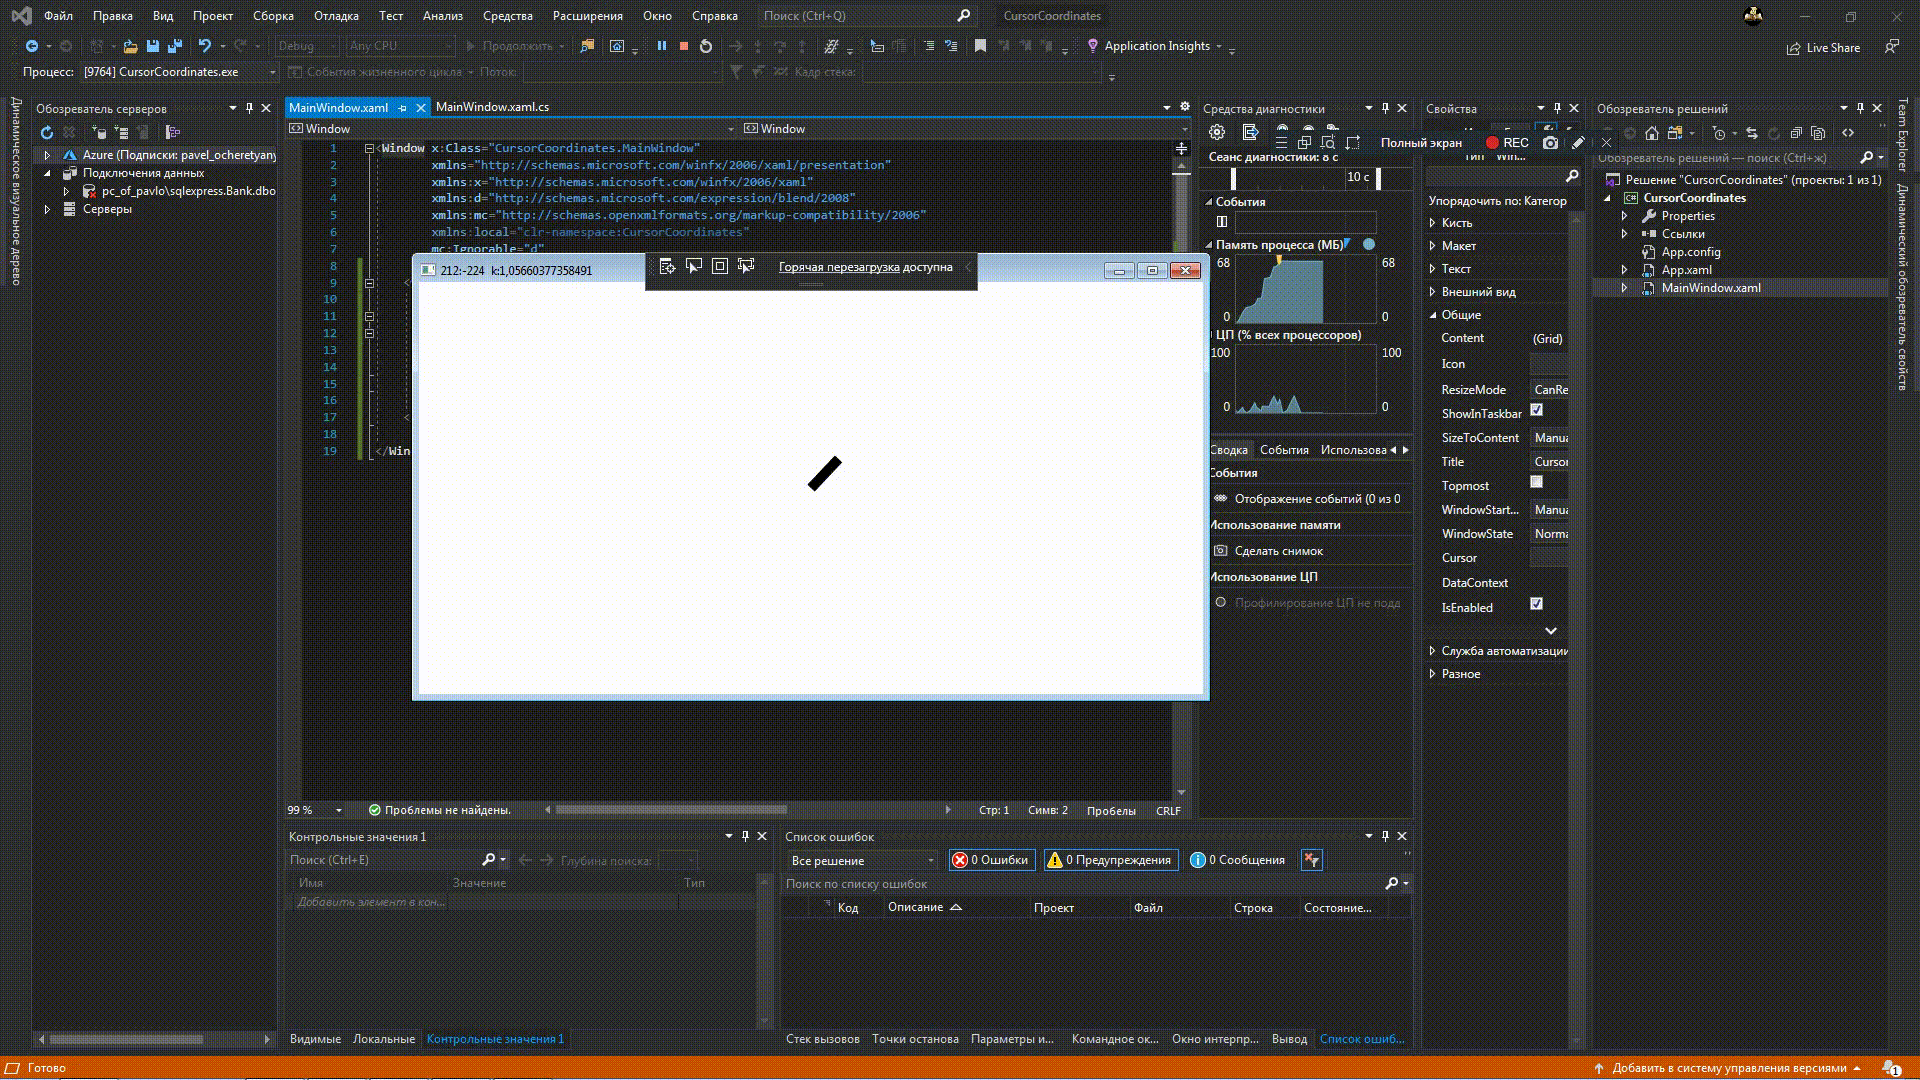 Файл Правка Вид Проект Сборка Отладка Тест Анализ Средства Расширения Окно Справка Поиск (Ctrl+Q) CursorCoordinates
Debug Any CPU Продолжить Application Insights Live Share
Процесс: [9764] CursorCoordinates.exe События жизненного цикла Поток: Кадр стека:
Динамическое визуальное дерево
Обозреватель серверов
Azure (Подписки: pavel_ocheretyany
Подключения данных
pc_of_pavlo\sqlexpress.Bank.dbo
Серверы
MainWindow.xaml MainWindow.xaml.cs
Window Window
1 <Window x:Class="CursorCoordinates.MainWindow"
2 xmlns="http://schemas.microsoft.com/winfx/2006/xaml/presentation"
3 xmlns:x="http://schemas.microsoft.com/winfx/2006/xaml"
4 xmlns:d="http://schemas.microsoft.com/expression/blend/2008"
5 xmlns:mc="http://schemas.openxmlformats.org/markup-compatibility/2006"
6 xmlns:local="clr-namespace:CursorCoordinates"
7 mc:Ignorable="d"
8
9 <
10
11
12
13
14
15
16
17 <
18
19 </Win
212:-224 k:1,05660377358491
Горячая перезагрузка доступна
99 % Проблемы не найдены. Стр: 1 Симв: 2 Пробелы CRLF
Средства диагностики
Полный экран REC
Сеанс диагностики: 8 с
10 с
События
Память процесса (МБ)
68 68
0 0
ЦП (% всех процессоров)
100 100
0 0
Сводка События Использова
События
Отображение событий (0 из 0
Использование памяти
Сделать снимок
Использование ЦП
Профилирование ЦП не подд
Свойства
Тип Win...
Упорядочить по: Категор
Кисть
Макет
Текст
Внешний вид
Общие
Content (Grid)
Icon
ResizeMode CanRe
ShowInTaskbar
SizeToContent Manua
Title Cursor
Topmost
WindowStart... Manua
WindowState Norma
Cursor
DataContext
IsEnabled
Служба автоматизации
Разное
Обозреватель решений
Обозреватель решений — поиск (Ctrl+ж)
Решение "CursorCoordinates" (проекты: 1 из 1)
CursorCoordinates
Properties
Ссылки
App.config
App.xaml
MainWindow.xaml
Team Explorer
Динамический обозреватель свойств
Контрольные значения 1
Поиск (Ctrl+E) Глубина поиска:
Имя Значение Тип
Добавить элемент в кон...
Видимые Локальные Контрольные значения 1
Список ошибок
Все решение 0 Ошибки 0 Предупреждения 0 Сообщения
Поиск по списку ошибок
Код Описание Проект Файл Строка Состояние...
Стек вызовов Точки останова Параметры и... Командное ок... Окно интерпр... Вывод Список ошиб...
Готово Добавить в систему управления версиями 1